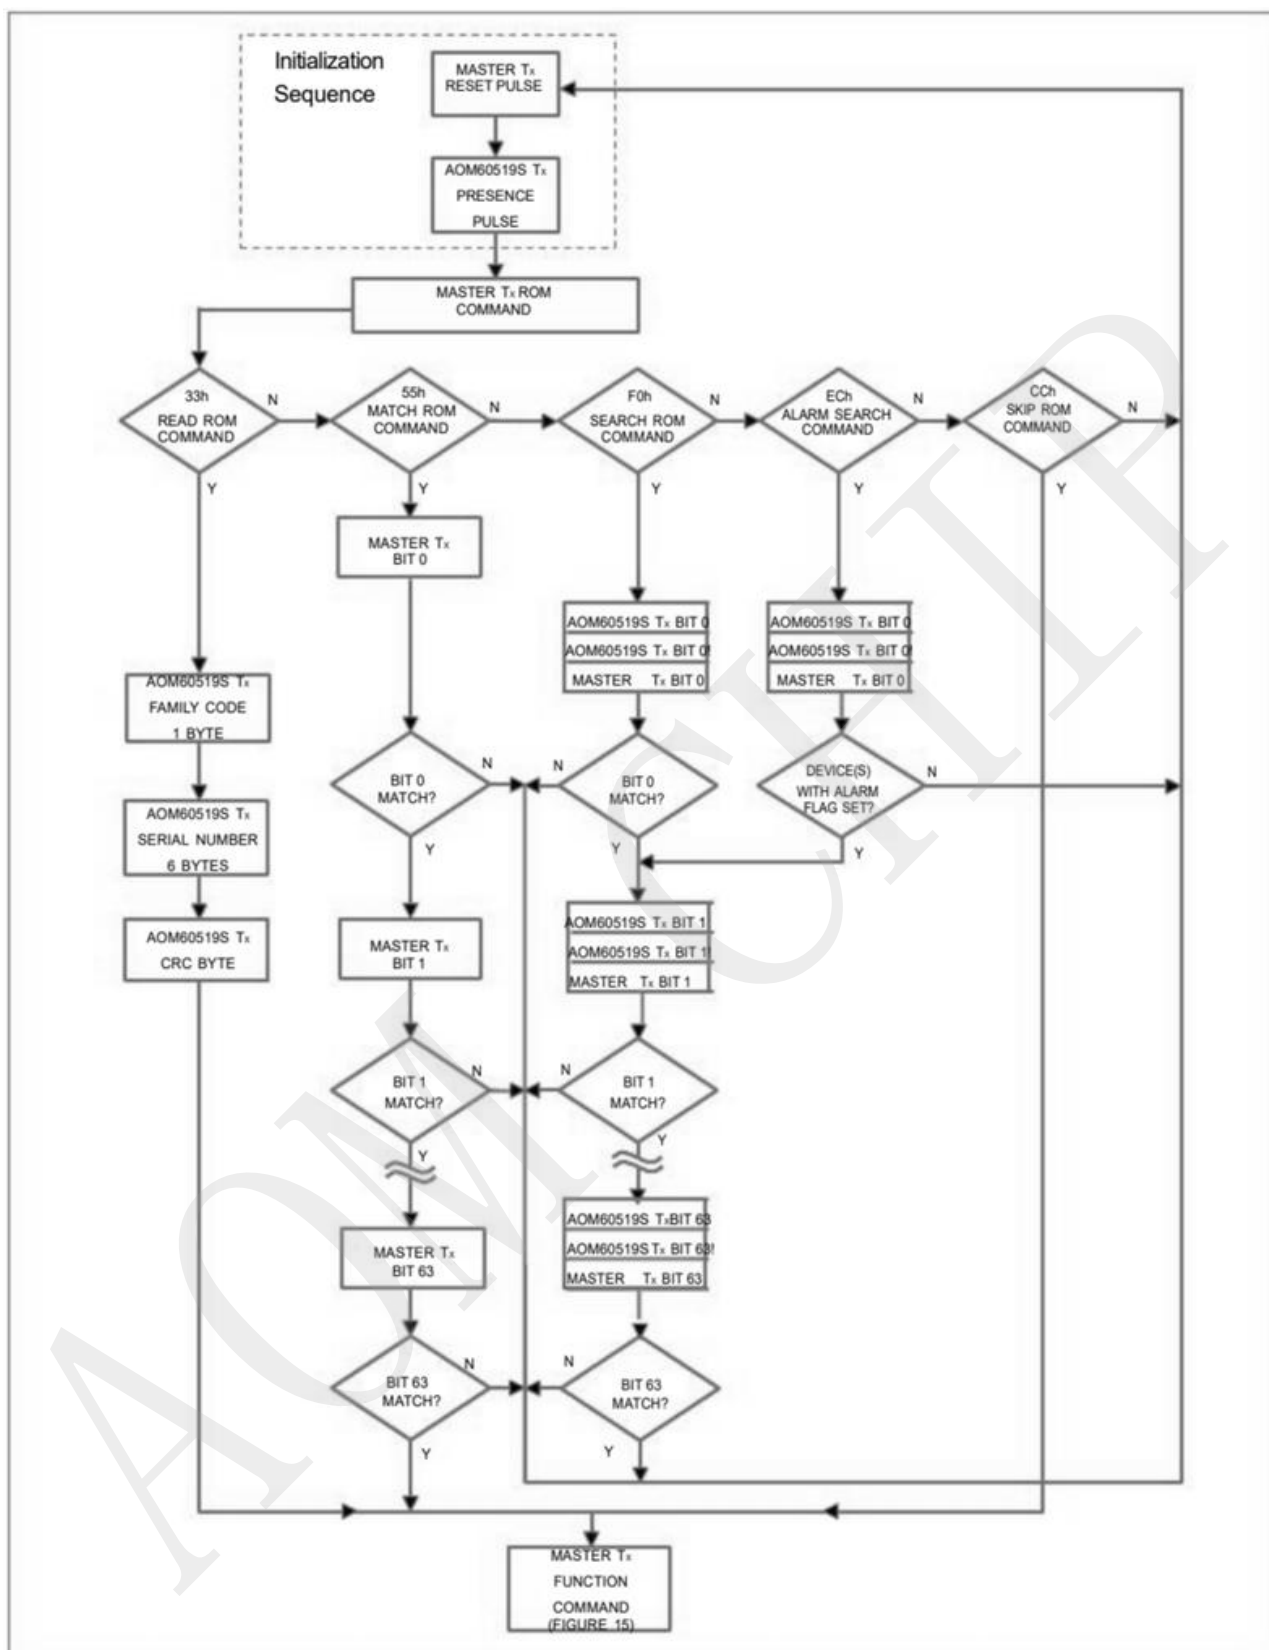 Initialization
Sequence
MASTER Tx
RESET PULSE
AOM60519S Tx
PRESENCE
PULSE
MASTER Tx ROM
COMMAND
33h
READ ROM
COMMAND
N
Y
55h
MATCH ROM
COMMAND
N
Y
F0h
SEARCH ROM
COMMAND
N
Y
ECh
ALARM SEARCH
COMMAND
N
Y
CCh
SKIP ROM
COMMAND
N
Y
MASTER Tx
BIT 0
AOM60519S Tx BIT 0
AOM60519S Tx BIT 0!
MASTER Tx BIT 0
AOM60519S Tx BIT 0
AOM60519S Tx BIT 0!
MASTER Tx BIT 0
AOM60519S Tx
FAMILY CODE
1 BYTE
BIT 0
MATCH?
N
Y
N
BIT 0
MATCH?
Y
DEVICE(S)
WITH ALARM
FLAG SET?
N
Y
AOM60519S Tx
SERIAL NUMBER
6 BYTES
AOM60519S Tx
CRC BYTE
MASTER Tx
BIT 1
AOM60519S Tx BIT 1
AOM60519S Tx BIT 1!
MASTER Tx BIT 1
BIT 1
MATCH?
N
Y
N
BIT 1
MATCH?
Y
MASTER Tx
BIT 63
AOM60519S TxBIT 63
AOM60519S Tx BIT 63!
MASTER Tx BIT 63
BIT 63
MATCH?
N
Y
N
BIT 63
MATCH?
Y
MASTER Tx
FUNCTION
COMMAND
(FIGURE 15)
AOM CHIP